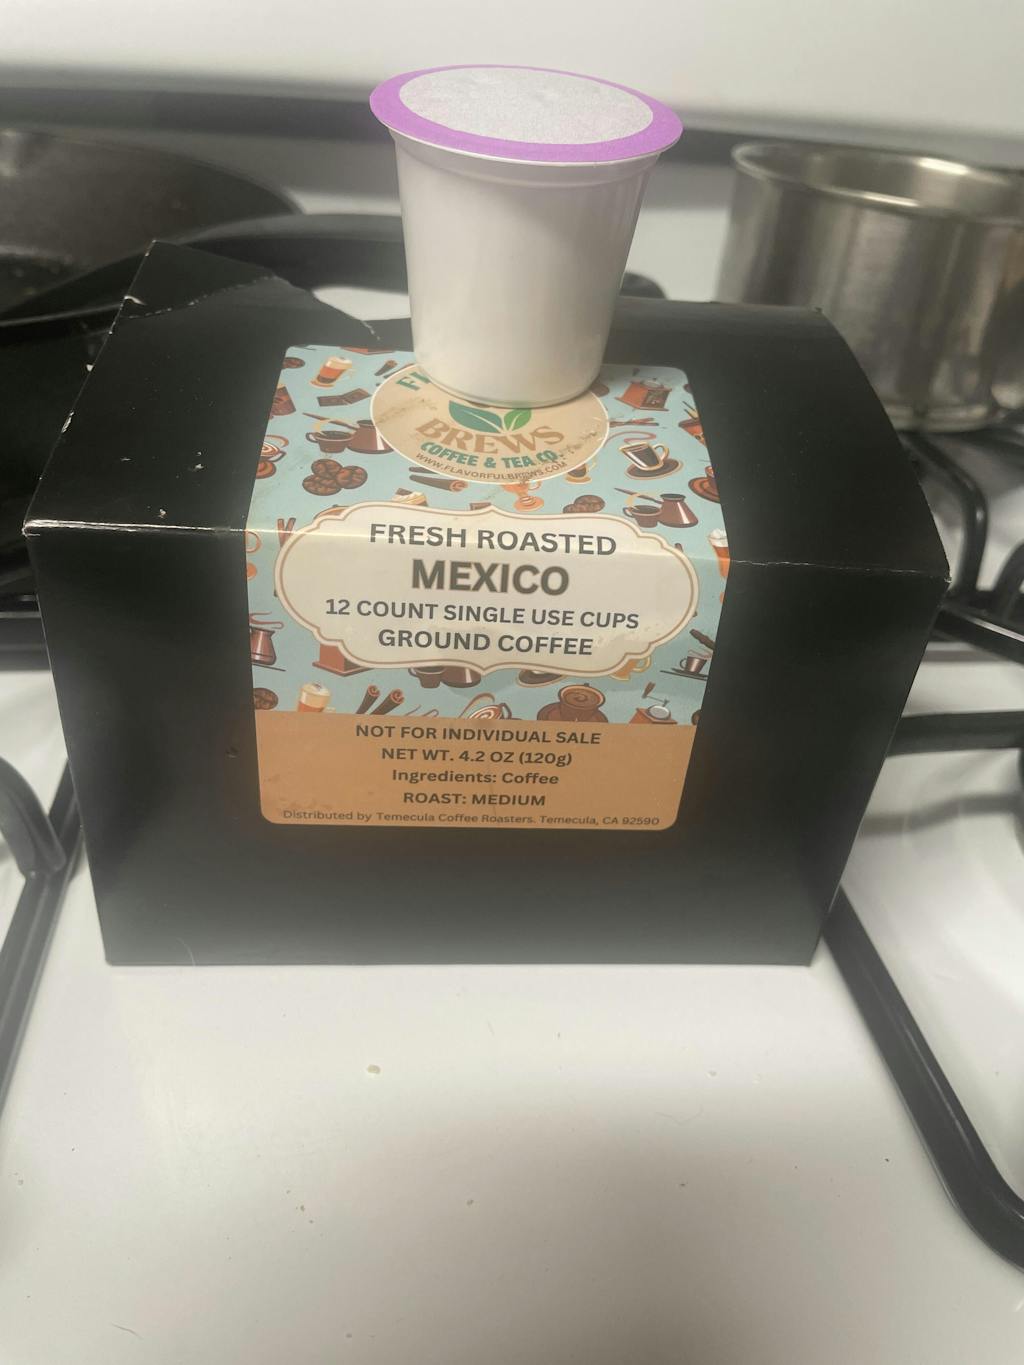 BREWS
COFFEE & TEA CO.
WWW.FLAVORFULBREWS.COM
FRESH ROASTED
MEXICO
12 COUNT SINGLE USE CUPS
GROUND COFFEE
NOT FOR INDIVIDUAL SALE
NET WT. 4.2 OZ (120g)
Ingredients: Coffee
ROAST: MEDIUM
Distributed by Temecula Coffee Roasters. Temecula, CA 92590